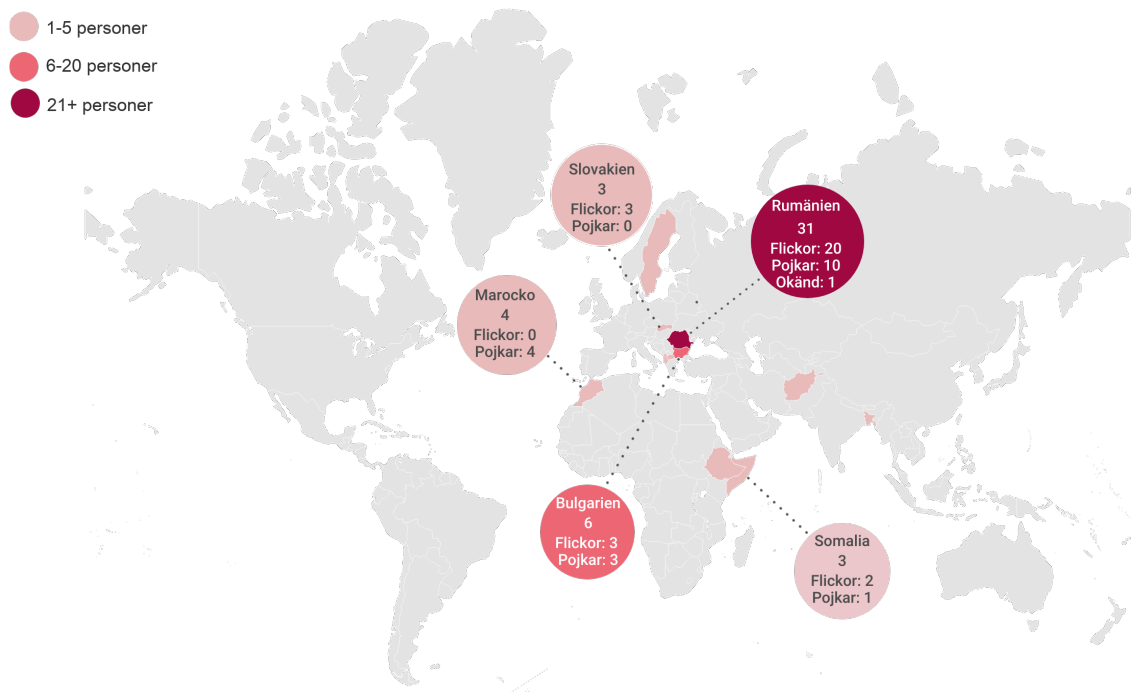 1-5 personer
6-20 personer
21+ personer
Slovakien
3
Flickor: 3
Pojkar: 0
Rumänien
31
Flickor: 20
Pojkar: 10
Okänd: 1
Marocko
4
Flickor: 0
Pojkar: 4
Bulgarien
6
Flickor: 3
Pojkar: 3
Somalia
3
Flickor: 2
Pojkar: 1